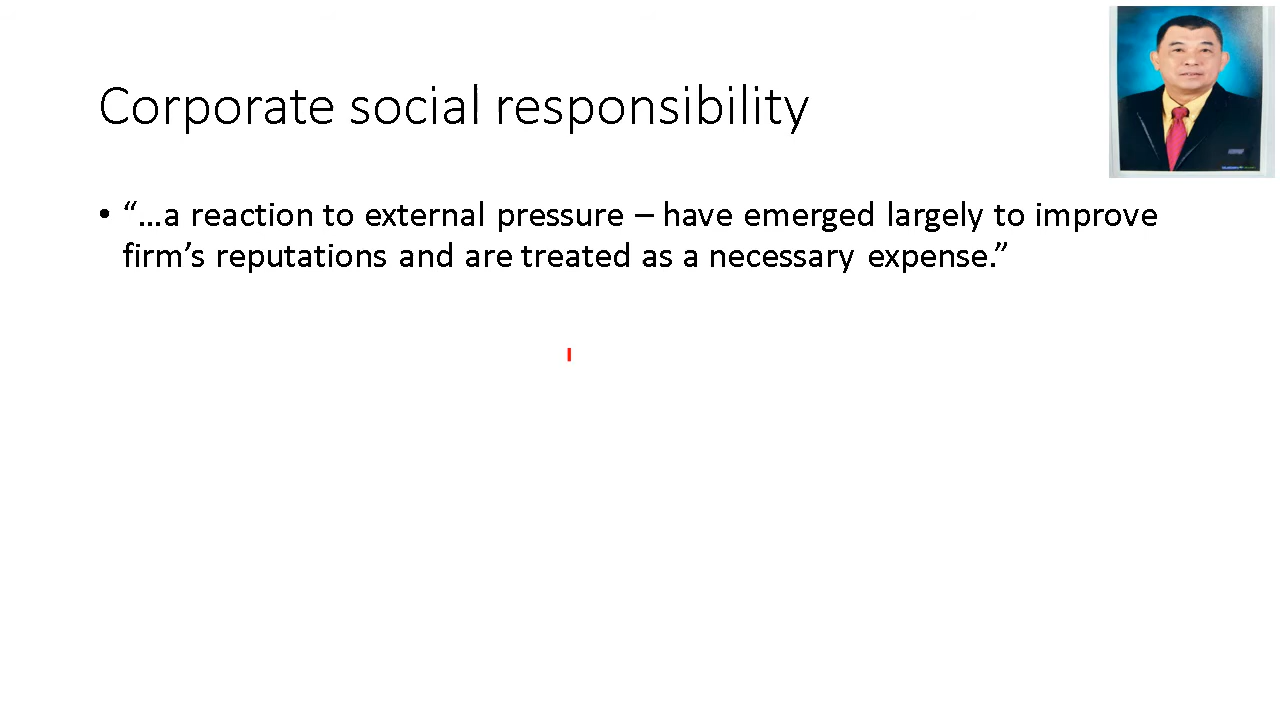 Corporate social responsibility
• “…a reaction to external pressure – have emerged largely to improve
firm’s reputations and are treated as a necessary expense.”